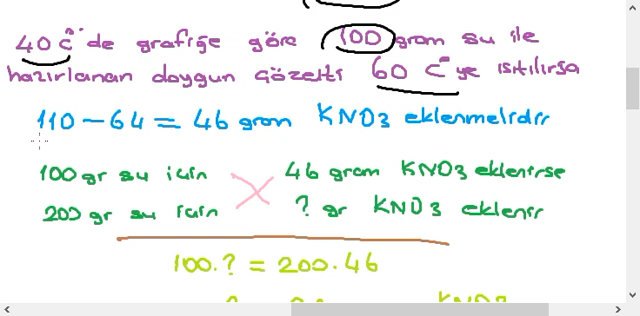 40 C° de grafiğe göre 100 gram su ile
hazırlanan doygun çözelti 60 C° ye ısıtılırsa
110 - 64 = 46 gram KNO3 eklenmelidir
100 gr su için 46 gram KNO3 eklenirse
200 gr su için ? gr KNO3 eklenir
100 . ? = 200 . 46
KNO3